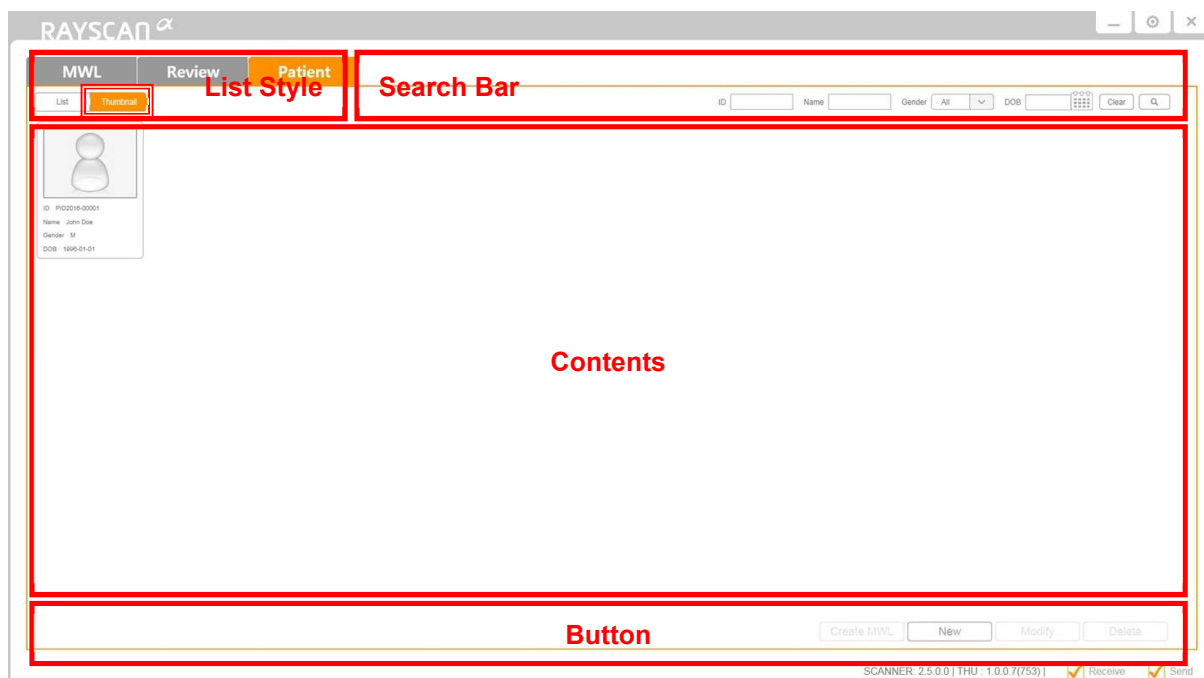 RAYSCAN α
MWL Review Patient
List Style Search Bar
List Thumbnail ID Name Gender All DOB Clear
ID PID2016-00001
Name John Doe
Gender M
DOB 1996-01-01
Contents
Button
Create MWL New Modify Delete
SCANNER: 2.5.0.0 | THU : 1.0.0.7(753) | Receive Send